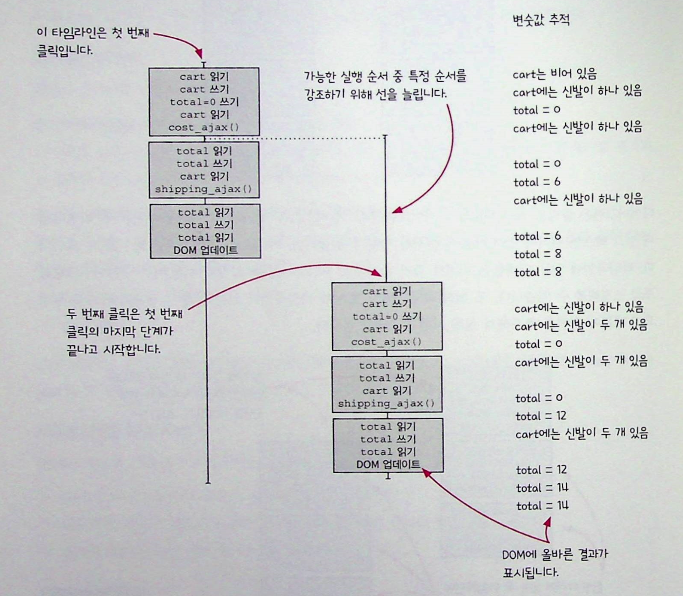 변숫값 추적
이 타임라인은 첫 번째
클릭입니다.
cart 읽기
cart 쓰기
total=0 쓰기
cart 읽기
cost_ajax()
total 읽기
total 쓰기
cart 읽기
shipping_ajax()
total 읽기
total 쓰기
total 읽기
DOM 업데이트
가능한 실행 순서 중 특정 순서를
강조하기 위해 선을 늘립니다.
두 번째 클릭은 첫 번째
클릭의 마지막 단계가
끝나고 시작합니다.
cart 읽기
cart 쓰기
total=0 쓰기
cart 읽기
cost_ajax()
total 읽기
total 쓰기
cart 읽기
shipping_ajax()
total 읽기
total 쓰기
total 읽기
DOM 업데이트
cart는 비어 있음
cart에는 신발이 하나 있음
total = 0
cart에는 신발이 하나 있음
total = 0
total = 6
cart에는 신발이 하나 있음
total = 6
total = 8
total = 8
cart에는 신발이 하나 있음
cart에는 신발이 두 개 있음
total = 0
cart에는 신발이 두 개 있음
total = 0
total = 12
cart에는 신발이 두 개 있음
total = 12
total = 14
total = 14
DOM에 올바른 결과가
표시됩니다.